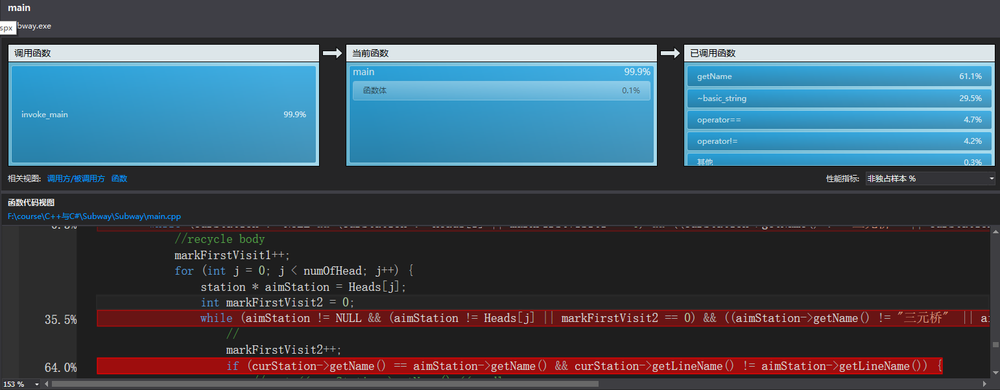 main
spx
bway.exe
调用函数
当前函数
已调用函数
invoke_main 99.9%
main 99.9%
函数体 0.1%
getName 61.1%
~basic_string 29.5%
operator== 4.7%
operator!= 4.2%
其他 0.3%
相关视图: 调用方/被调用方 函数
性能指标: 非独占样本 %
函数代码视图
F:\course\C++与C#\Subway\Subway\main.cpp
//recycle body
markFirstVisit1++;
for (int j = 0; j < numOfHead; j++) {
station * aimStation = Heads[j];
int markFirstVisit2 = 0;
35.5% while (aimStation != NULL && (aimStation != Heads[j] || markFirstVisit2 == 0) && ((aimStation->getName() != "三元桥" || ai
//
markFirstVisit2++;
64.0% if (curStation->getName() == aimStation->getName() && curStation->getLineName() != aimStation->getLineName()) {
153 %